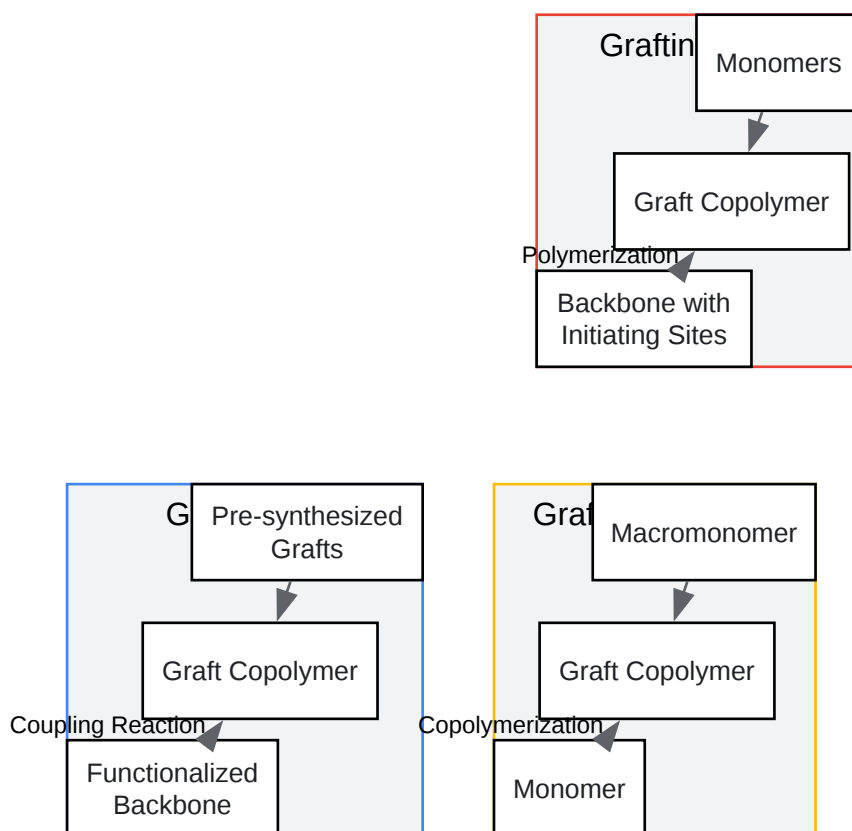 Graftin
Monomers
Graft Copolymer
Polymerization
Backbone with
Initiating Sites
G
Pre-synthesized
Grafts
Graft Copolymer
Coupling Reaction
Functionalized
Backbone
Graf
Macromonomer
Graft Copolymer
Copolymerization
Monomer